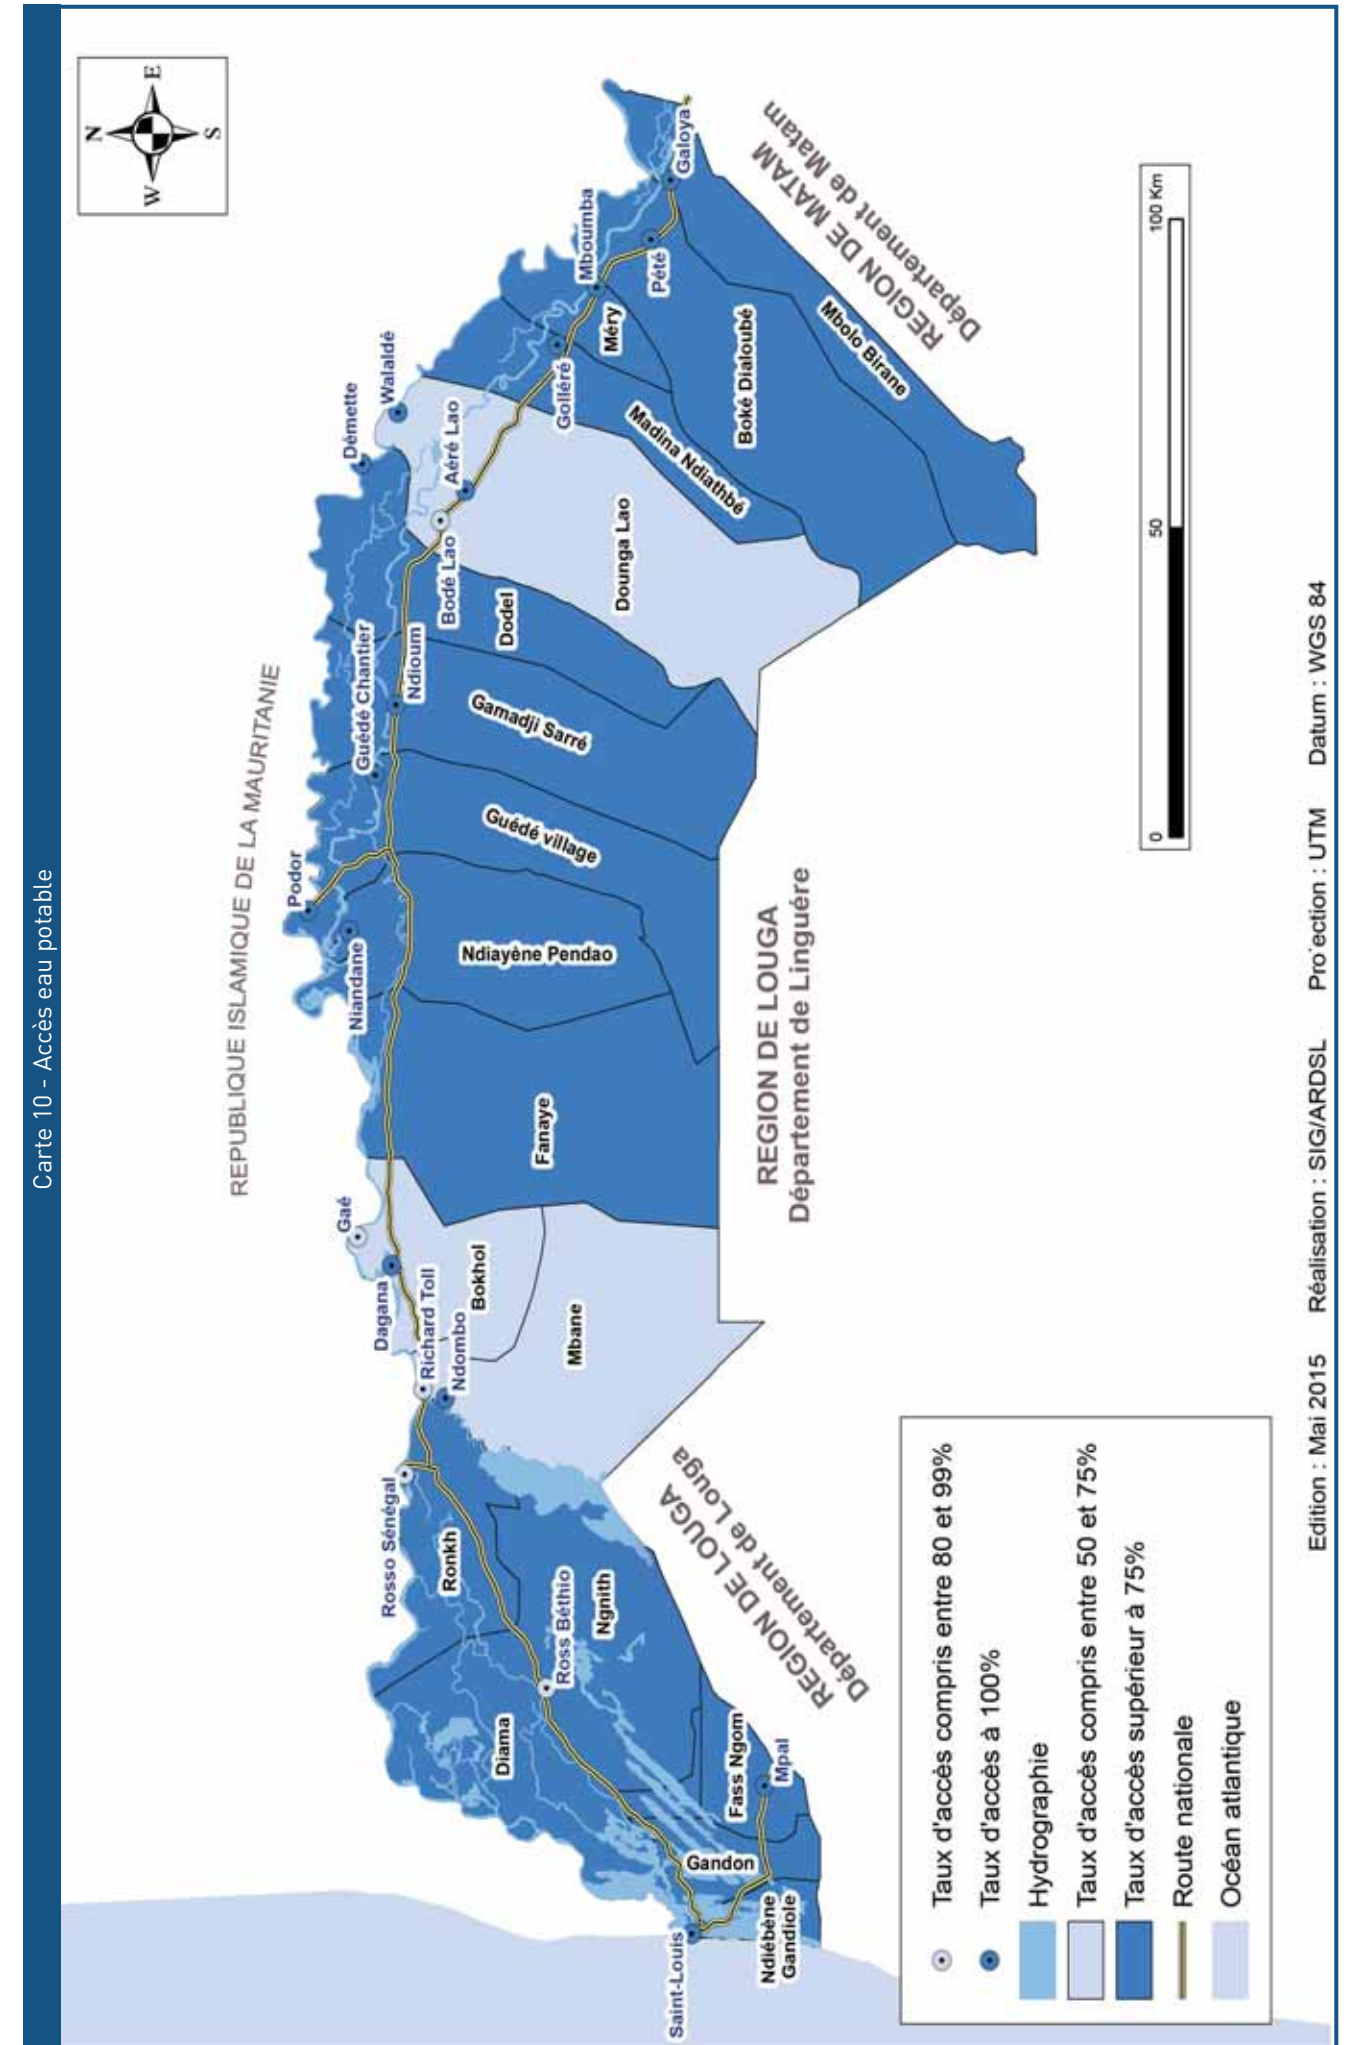 Carte 10 - Accès eau potable
N
W
E
S
REPUBLIQUE ISLAMIQUE DE LA MAURITANIE
Podor
Niandane
Guédé Chantier
Ndioum
Démette
Walaldé
Bodé Lao
Aéré Lao
Golléré
Mboumba
Pété
Galoya
Gaé
Dagana
Richard Toll
Ndombo
Rosso Sénégal
Ross Béthio
Mpal
Saint-Louis
Ronkh
Diama
Ngnith
Fass Ngom
Gandon
Ndiébène
Gandiole
Bokhol
Mbane
Fanaye
Ndiayène Pendao
Guédé village
Gamadji Sarré
Dodel
Dounga Lao
Madina Ndiathbé
Méry
Boké Dialoubé
Mbolo Birane
REGION DE MATAM
Département de Matam
REGION DE LOUGA
Département de Linguére
REGION DE LOUGA
Département de Louga
0
50
100 Km
Taux d'accès compris entre 80 et 99%
Taux d'accès à 100%
Hydrographie
Taux d'accès compris entre 50 et 75%
Taux d'accès supérieur à 75%
Route nationale
Océan atlantique
Edition : Mai 2015 Réalisation : SIG/ARDSL Pro´ection : UTM Datum : WGS 84